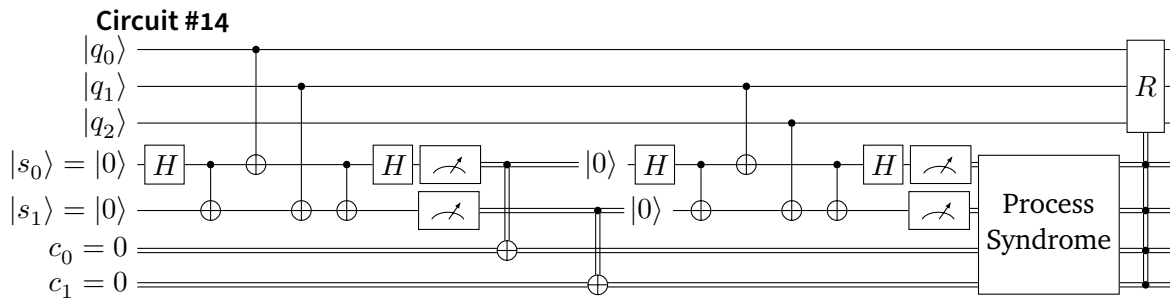 Circuit #14
|q₀⟩
|q₁⟩
R
|q₂⟩
|s₀⟩ = |0⟩ H H |0⟩ H H
|s₁⟩ = |0⟩ |0⟩
Process
Syndrome
c₀ = 0
c₁ = 0